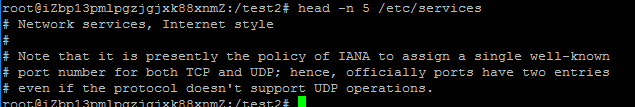 root@iZbp13pmlpgzjgjxk88xnmZ:/test2# head -n 5 /etc/services
# Network services, Internet style
#
# Note that it is presently the policy of IANA to assign a single well-known
# port number for both TCP and UDP; hence, officially ports have two entries
# even if the protocol doesn't support UDP operations.
root@iZbp13pmlpgzjgjxk88xnmZ:/test2#